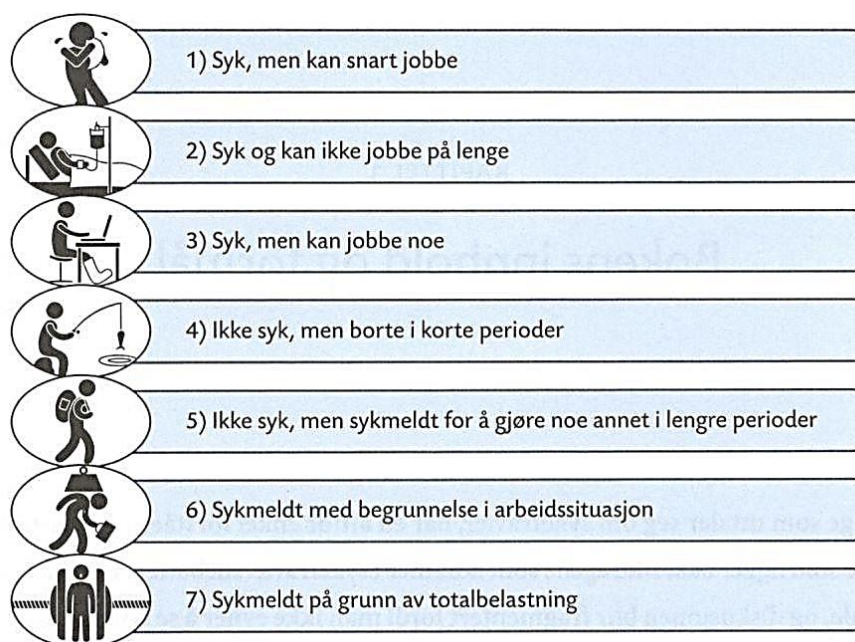 1) Syk, men kan snart jobbe
2) Syk og kan ikke jobbe på lenge
3) Syk, men kan jobbe noe
4) Ikke syk, men borte i korte perioder
5) Ikke syk, men sykmeldt for å gjøre noe annet i lengre perioder
6) Sykmeldt med begrunnelse i arbeidssituasjon
7) Sykmeldt på grunn av totalbelastning